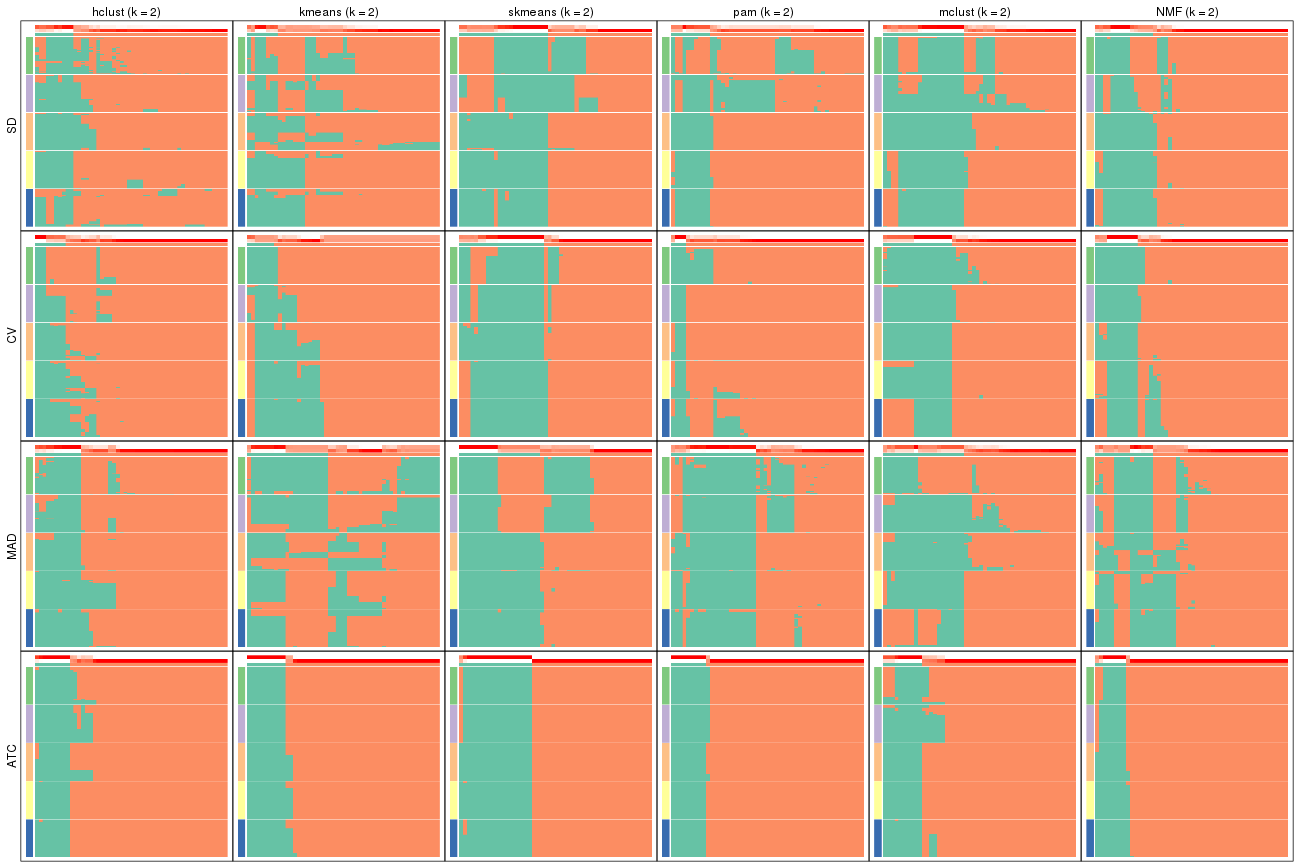 hclust (k = 2)
kmeans (k = 2)
skmeans (k = 2)
pam (k = 2)
mclust (k = 2)
NMF (k = 2)
SD
CV
MAD
ATC